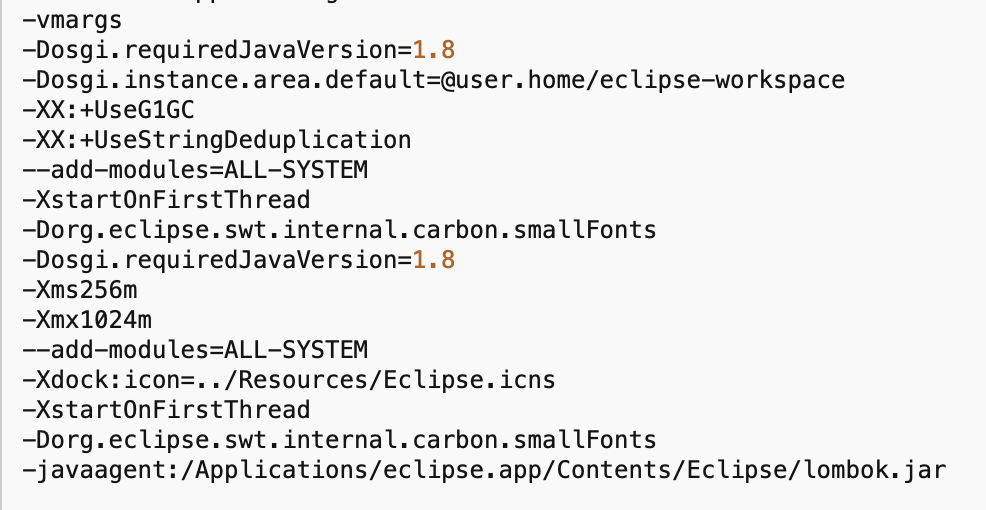 -vmargs
-Dosgi.requiredJavaVersion=1.8
-Dosgi.instance.area.default=@user.home/eclipse-workspace
-XX:+UseG1GC
-XX:+UseStringDeduplication
--add-modules=ALL-SYSTEM
-XstartOnFirstThread
-Dorg.eclipse.swt.internal.carbon.smallFonts
-Dosgi.requiredJavaVersion=1.8
-Xms256m
-Xmx1024m
--add-modules=ALL-SYSTEM
-Xdock:icon=../Resources/Eclipse.icns
-XstartOnFirstThread
-Dorg.eclipse.swt.internal.carbon.smallFonts
-javaagent:/Applications/eclipse.app/Contents/Eclipse/lombok.jar